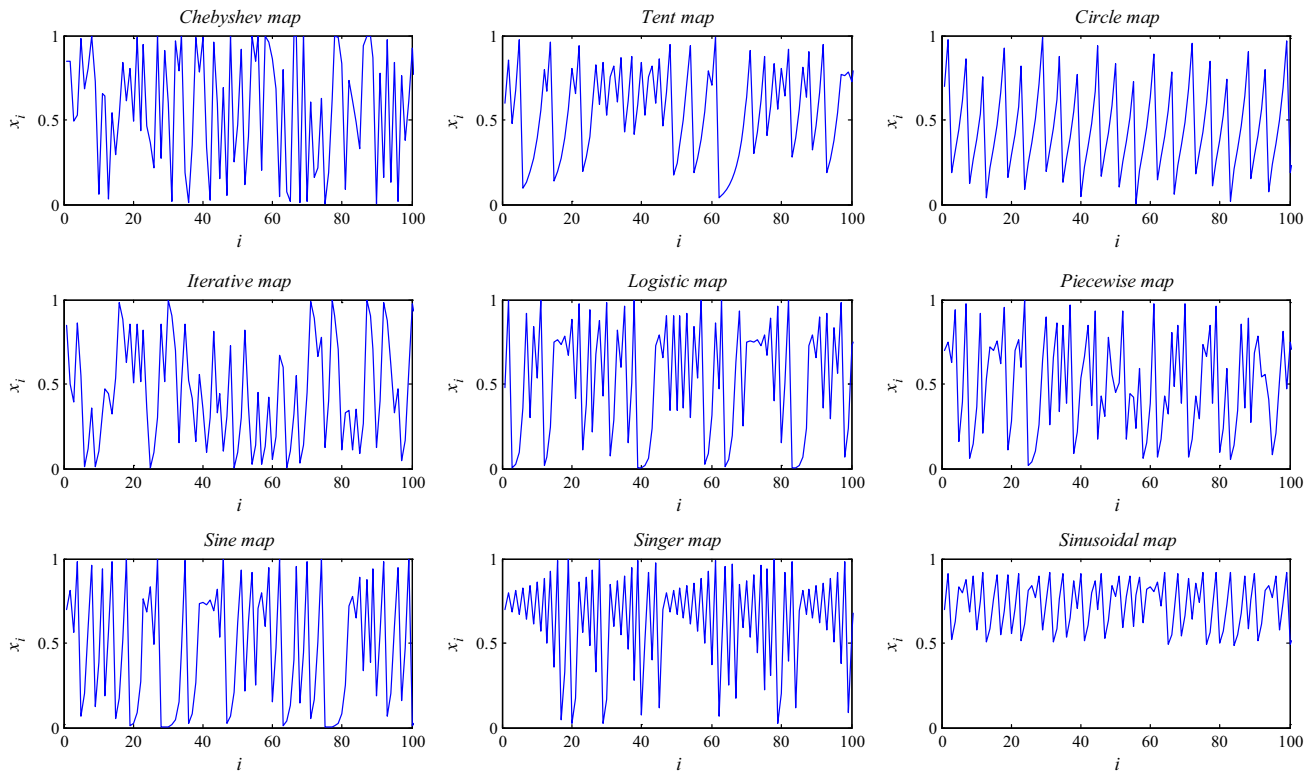 Chebyshev map
Tent map
Circle map
1
0.5
0
x_i
0 20 40 60 80 100
i
1
0.5
0
x_i
0 20 40 60 80 100
i
1
0.5
0
x_i
0 20 40 60 80 100
i
Iterative map
Logistic map
Piecewise map
1
0.5
0
x_i
0 20 40 60 80 100
i
1
0.5
0
x_i
0 20 40 60 80 100
i
1
0.5
0
x_i
0 20 40 60 80 100
i
Sine map
Singer map
Sinusoidal map
1
0.5
0
x_i
0 20 40 60 80 100
i
1
0.5
0
x_i
0 20 40 60 80 100
i
1
0.5
0
x_i
0 20 40 60 80 100
i